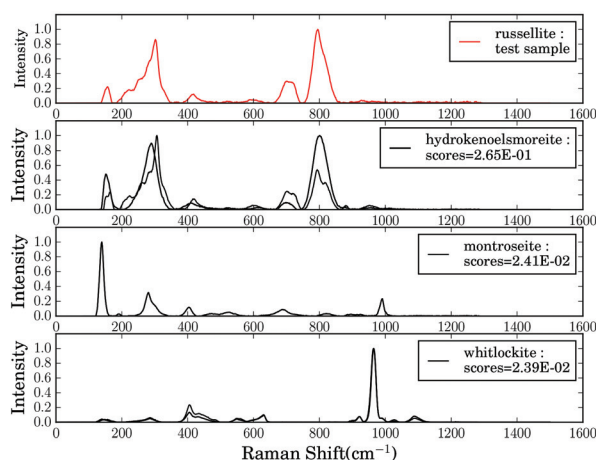 Intensity
1.0
0.8
0.6
0.4
0.2
0.0
russellite :
test sample
0 200 400 600 800 1000 1200 1400 1600
Intensity
1.0
0.8
0.6
0.4
0.2
0.0
hydrokenoelsmoreite :
scores=2.65E-01
0 200 400 600 800 1000 1200 1400 1600
Intensity
1.0
0.8
0.6
0.4
0.2
0.0
montroseite :
scores=2.41E-02
0 200 400 600 800 1000 1200 1400 1600
Intensity
1.0
0.8
0.6
0.4
0.2
0.0
whitlockite :
scores=2.39E-02
0 200 400 600 800 1000 1200 1400 1600
Raman Shift(cm⁻¹)